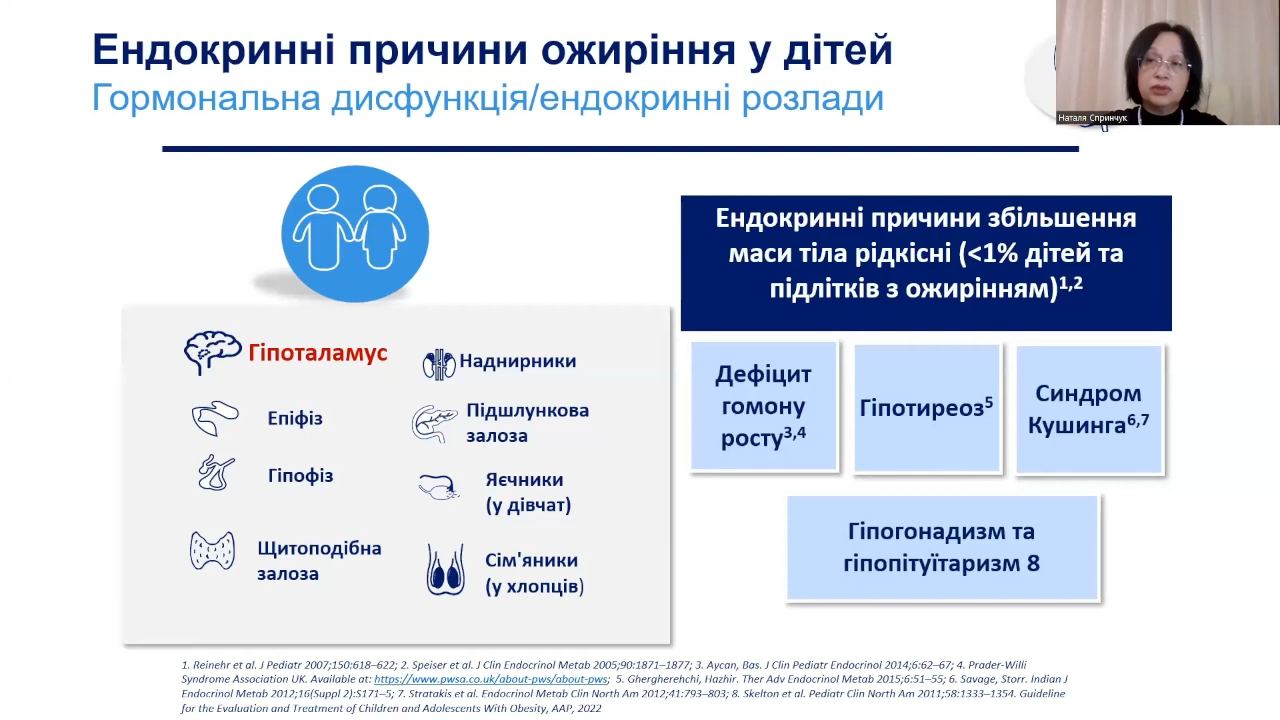 Ендокринні причини ожиріння у дітей
Гормональна дисфункція/ендокринні розлади
Наталя Спринчук
Гіпоталамус
Епіфіз
Гіпофіз
Щитоподібна
залоза
Наднирники
Підшлункова
залоза
Яєчники
(у дівчат)
Сім'яники
(у хлопців)
Ендокринні причини збільшення
маси тіла рідкісні (<1% дітей та
підлітків з ожирінням)1,2
Дефіцит
гомону
росту3,4
Гіпотиреоз5
Синдром
Кушинга6,7
Гіпогонадизм та
гіпопітуїтаризм 8
1. Reinehr et al. J Pediatr 2007;150:618–622; 2. Speiser et al. J Clin Endocrinol Metab 2005;90:1871–1877; 3. Aycan, Bas. J Clin Pediatr Endocrinol 2014;6:62–67; 4. Prader-Willi
Syndrome Association UK. Available at: https://www.pwsa.co.uk/about-pws/about-pws; 5. Ghergherehchi, Hazhir. Ther Adv Endocrinol Metab 2015;6:51–55; 6. Savage, Storr. Indian J
Endocrinol Metab 2012;16(Suppl 2):S171–5; 7. Stratakis et al. Endocrinol Metab Clin North Am 2012;41:793–803; 8. Skelton et al. Pediatr Clin North Am 2011;58:1333–1354. Guideline
for the Evaluation and Treatment of Children and Adolescents With Obesity, AAP, 2022